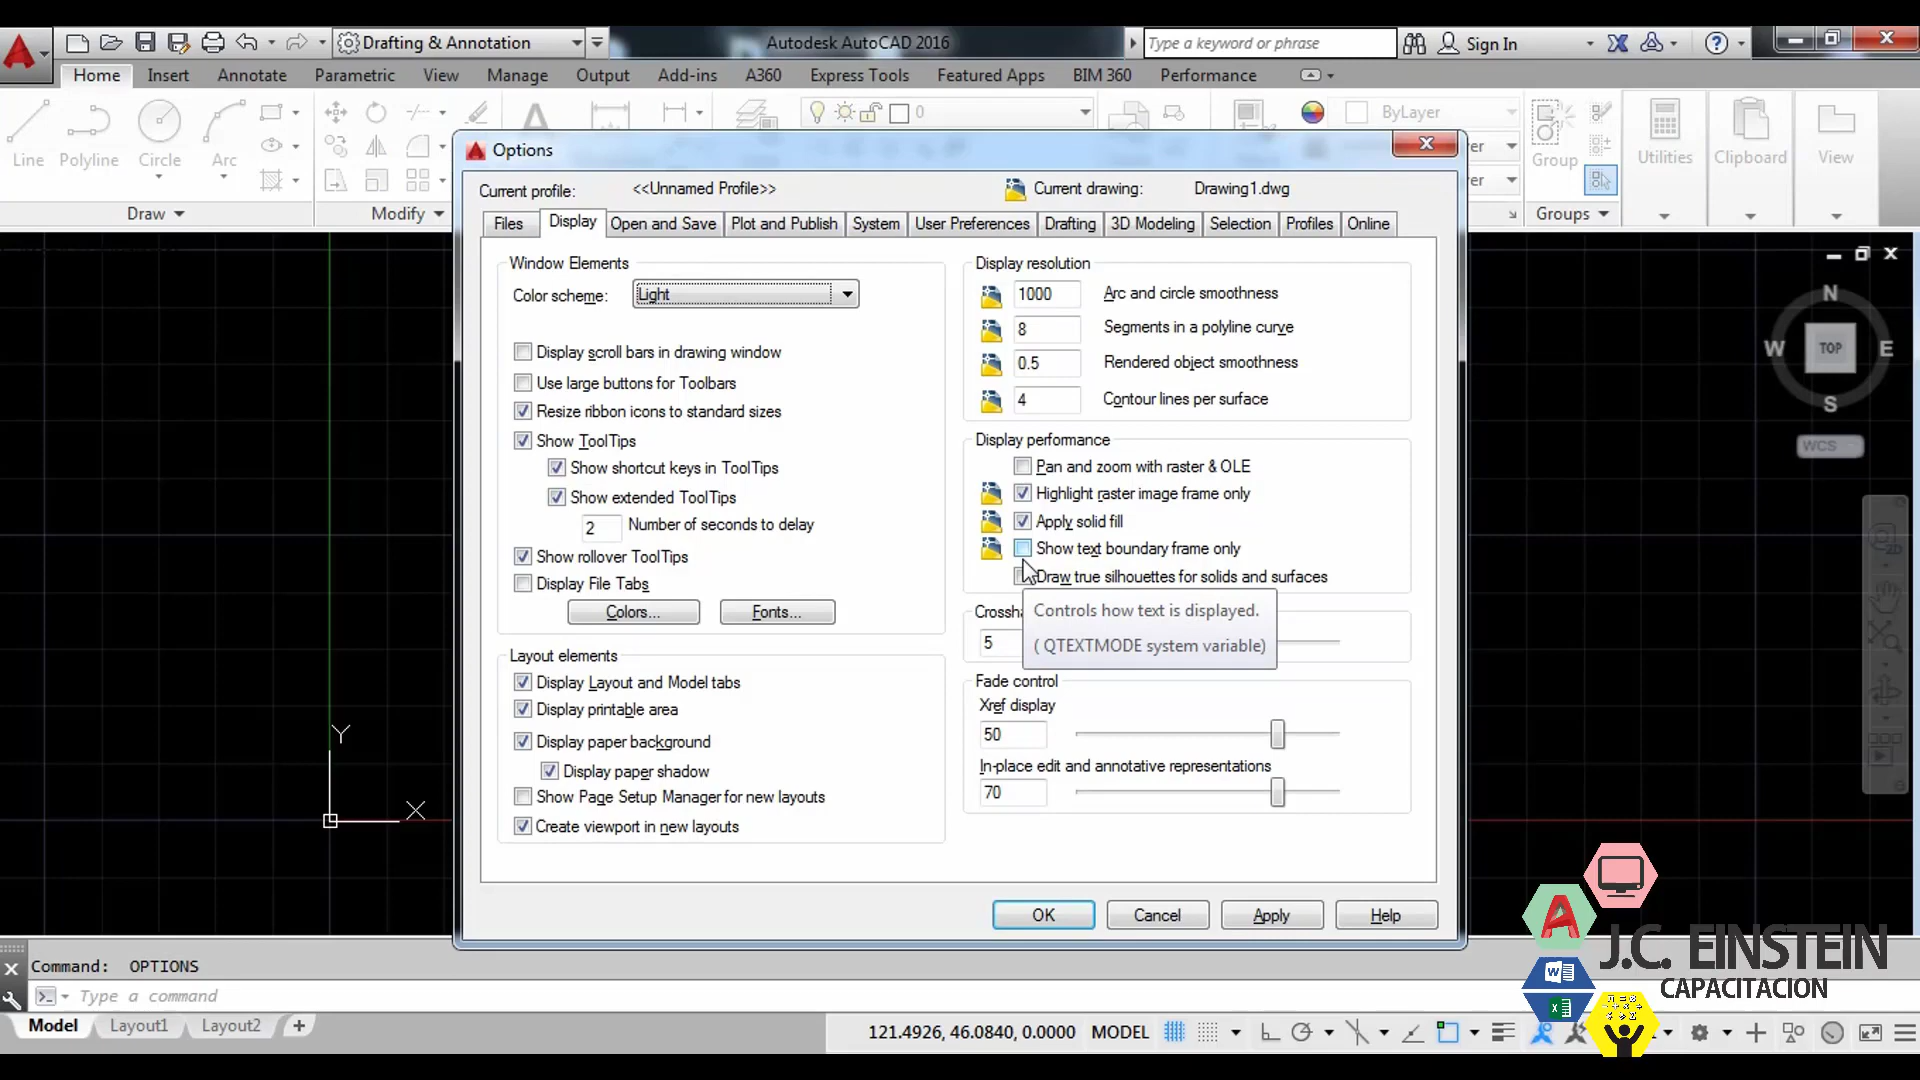 Drafting & Annotation
Autodesk AutoCAD 2016
Type a keyword or phrase
Sign In
Home Insert Annotate Parametric View Manage Output Add-ins A360 Express Tools Featured Apps BIM 360 Performance
0
ByLayer
Line Polyline Circle Arc
Group Utilities Clipboard View
Draw Modify Groups
Options
Current profile: <<Unnamed Profile>> Current drawing: Drawing1.dwg
Files Display Open and Save Plot and Publish System User Preferences Drafting 3D Modeling Selection Profiles Online
Window Elements
Color scheme: Light
Display scroll bars in drawing window
Use large buttons for Toolbars
Resize ribbon icons to standard sizes
Show ToolTips
Show shortcut keys in ToolTips
Show extended ToolTips
2 Number of seconds to delay
Show rollover ToolTips
Display File Tabs
Colors... Fonts...
Layout elements
Display Layout and Model tabs
Display printable area
Display paper background
Display paper shadow
Show Page Setup Manager for new layouts
Create viewport in new layouts
Display resolution
1000 Arc and circle smoothness
8 Segments in a polyline curve
0.5 Rendered object smoothness
4 Contour lines per surface
Display performance
Pan and zoom with raster & OLE
Highlight raster image frame only
Apply solid fill
Show text boundary frame only
Draw true silhouettes for solids and surfaces
Controls how text is displayed.
( QTEXTMODE system variable)
5
Fade control
Xref display
50
In-place edit and annotative representations
70
OK Cancel Apply Help
N
W TOP E
S
WCS
Y
X
Command: OPTIONS
Type a command
Model Layout1 Layout2 +
121.4926, 46.0840, 0.0000 MODEL
J.C. EINSTEIN
CAPACITACION